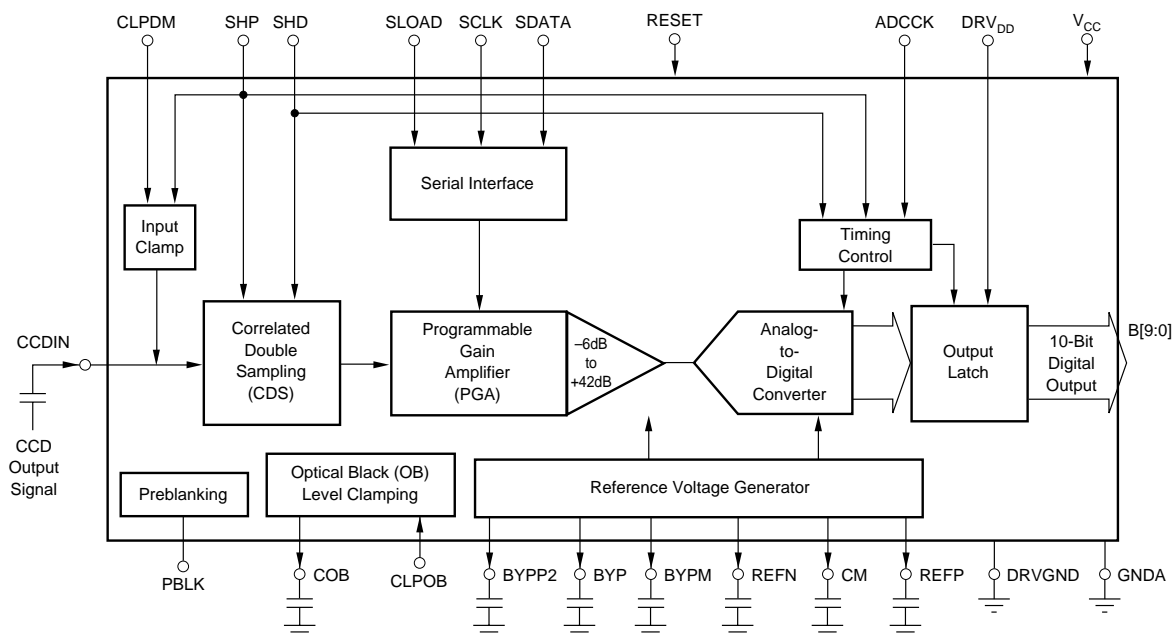 CLPDM SHP SHD SLOAD SCLK SDATA RESET ADCCK DRVDD VCC
Serial Interface
Input
Clamp
Timing
Control
CCDIN
Correlated
Double
Sampling
(CDS)
Programmable
Gain
Amplifier
(PGA)
–6dB
to
+42dB
Analog-
to-
Digital
Converter
Output
Latch
10-Bit
Digital
Output
B[9:0]
CCD
Output
Signal
Preblanking
Optical Black (OB)
Level Clamping
Reference Voltage Generator
PBLK COB CLPOB BYPP2 BYP BYPM REFN CM REFP DRVGND GNDA